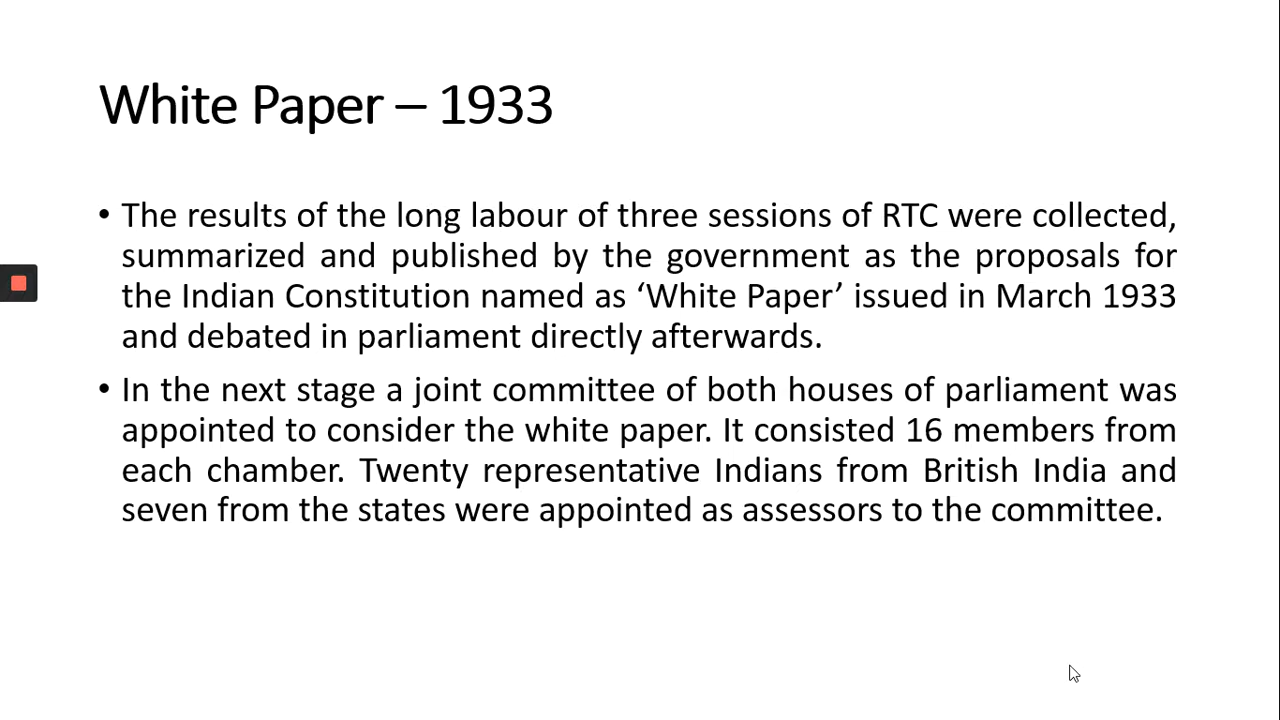 White Paper – 1933
• The results of the long labour of three sessions of RTC were collected,
summarized and published by the government as the proposals for
the Indian Constitution named as ‘White Paper’ issued in March 1933
and debated in parliament directly afterwards.
• In the next stage a joint committee of both houses of parliament was
appointed to consider the white paper. It consisted 16 members from
each chamber. Twenty representative Indians from British India and
seven from the states were appointed as assessors to the committee.